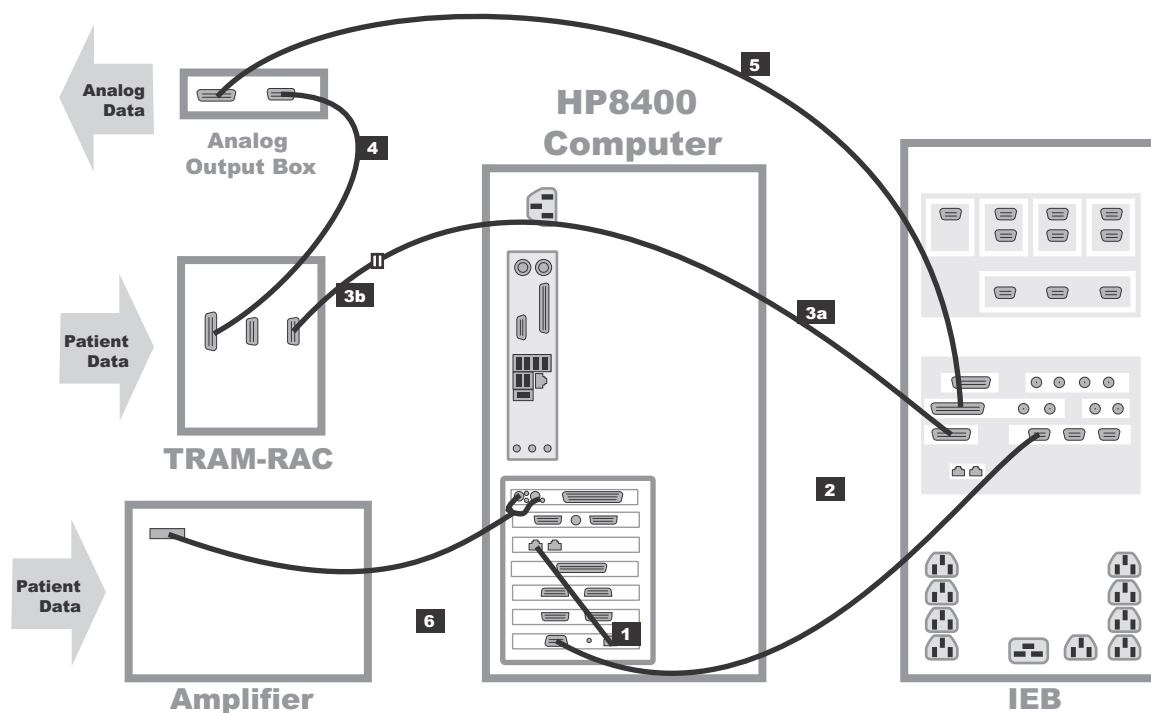 5
Analog
Data
HP8400
Computer
Analog
Output Box
4
3b
3a
Patient
Data
TRAM-RAC
2
Patient
Data
6
1
Amplifier
IEB